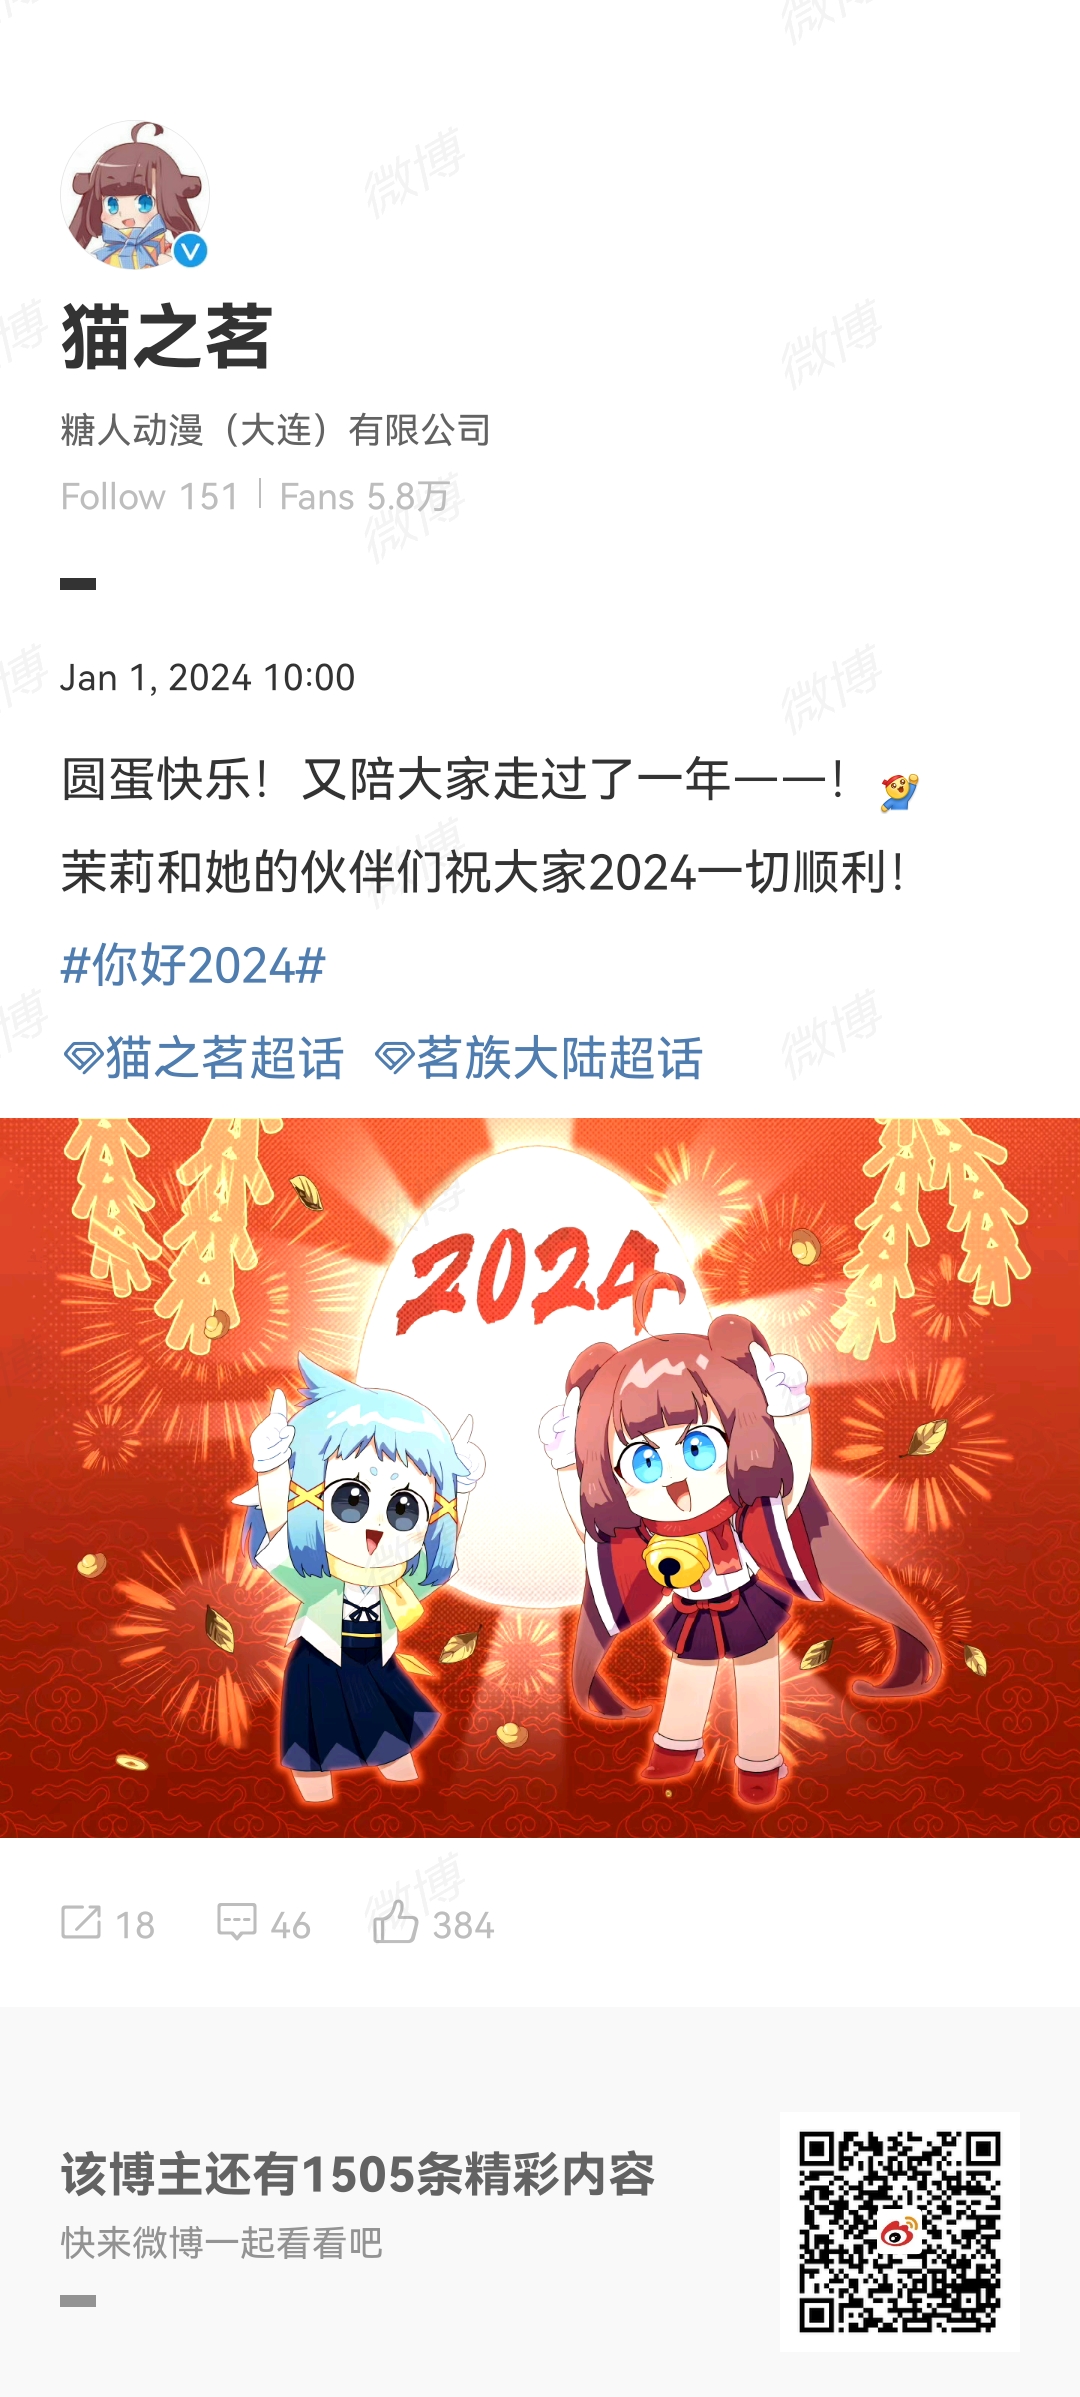 猫之茗
糖人动漫（大连）有限公司
Follow 151 | Fans 5.8万
Jan 1, 2024 10:00
圆蛋快乐！又陪大家走过了一年——！
茉莉和她的伙伴们祝大家2024一切顺利！
#你好2024#
猫之茗超话 茗族大陆超话
2024
18 46 384
该博主还有1505条精彩内容
快来微博一起看看吧
微博